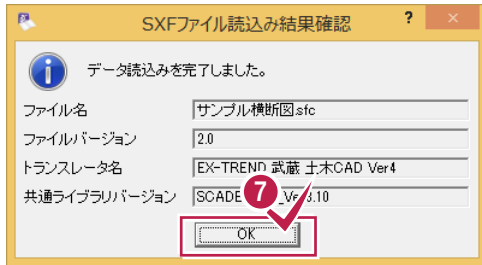 SXFファイル読込み結果確認
?
データ読込みを完了しました。
ファイル名
サンプル横断図.sfc
ファイルバージョン
2.0
トランスレータ名
EX-TREND 武蔵 土木CAD Ver4
共通ライブラリバージョン
SCADE
3.10
7
OK